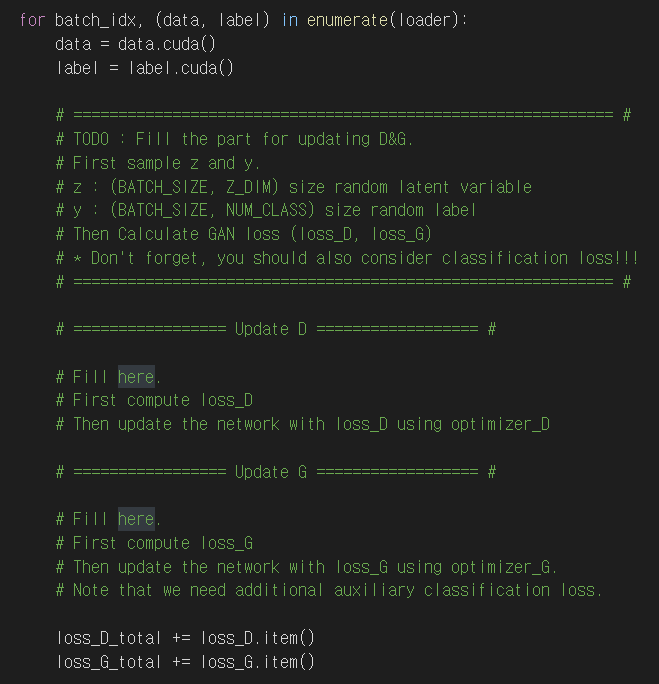 for batch_idx, (data, label) in enumerate(loader):
    data = data.cuda()
    label = label.cuda()
    # ============================================================ #
    # TODO : Fill the part for updating D&G.
    # First sample z and y.
    # z : (BATCH_SIZE, Z_DIM) size random latent variable
    # y : (BATCH_SIZE, NUM_CLASS) size random label
    # Then Calculate GAN loss (loss_D, loss_G)
    # * Don't forget, you should also consider classification loss!!!
    # ============================================================ #
    # ================= Update D ================== #
    # Fill here.
    # First compute loss_D
    # Then update the network with loss_D using optimizer_D
    # ================= Update G ================== #
    # Fill here.
    # First compute loss_G
    # Then update the network with loss_G using optimizer_G.
    # Note that we need additional auxiliary classification loss.
    loss_D_total += loss_D.item()
    loss_G_total += loss_G.item()